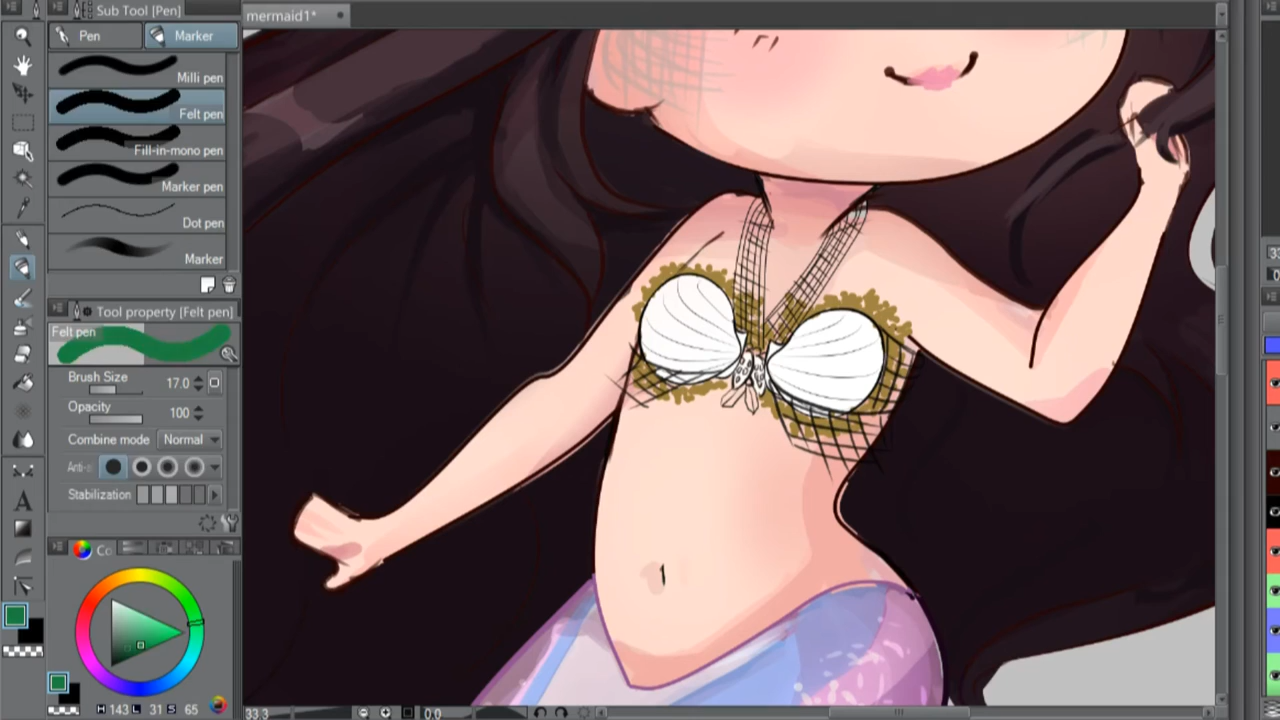 Sub Tool [Pen]
mermaid1*
Pen
Marker
Milli pen
Felt pen
Fill-in-mono pen
Marker pen
Dot pen
Marker
Tool property [Felt pen]
Felt pen
Brush Size
17.0
Opacity
100
Combine mode
Normal
Stabilization
A
H 143 L 31 S 65
33.3
0.0